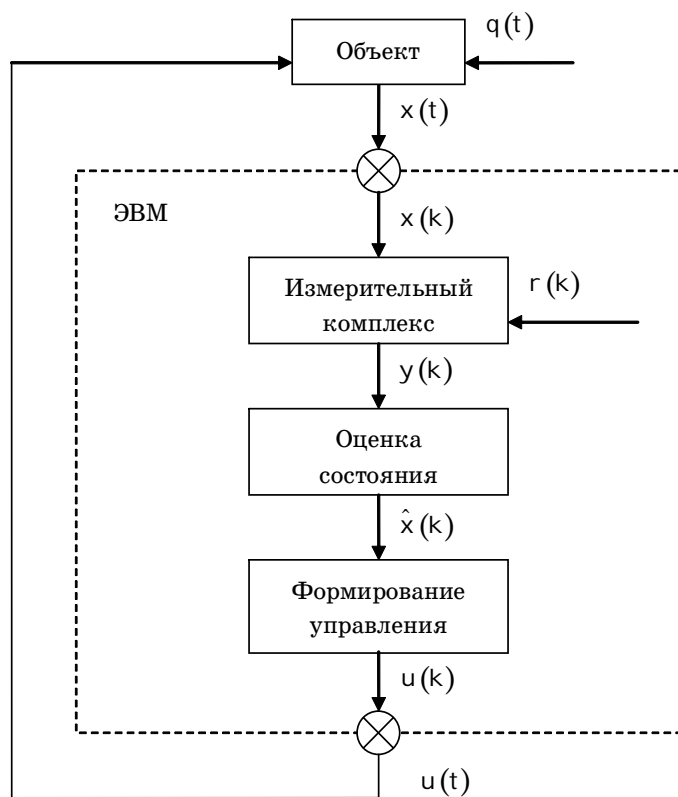 q(t)
Объект
x(t)
ЭВМ
x(k)
Измерительный
комплекс
r(k)
y(k)
Оценка
состояния
x̂(k)
Формирование
управления
u(k)
u(t)